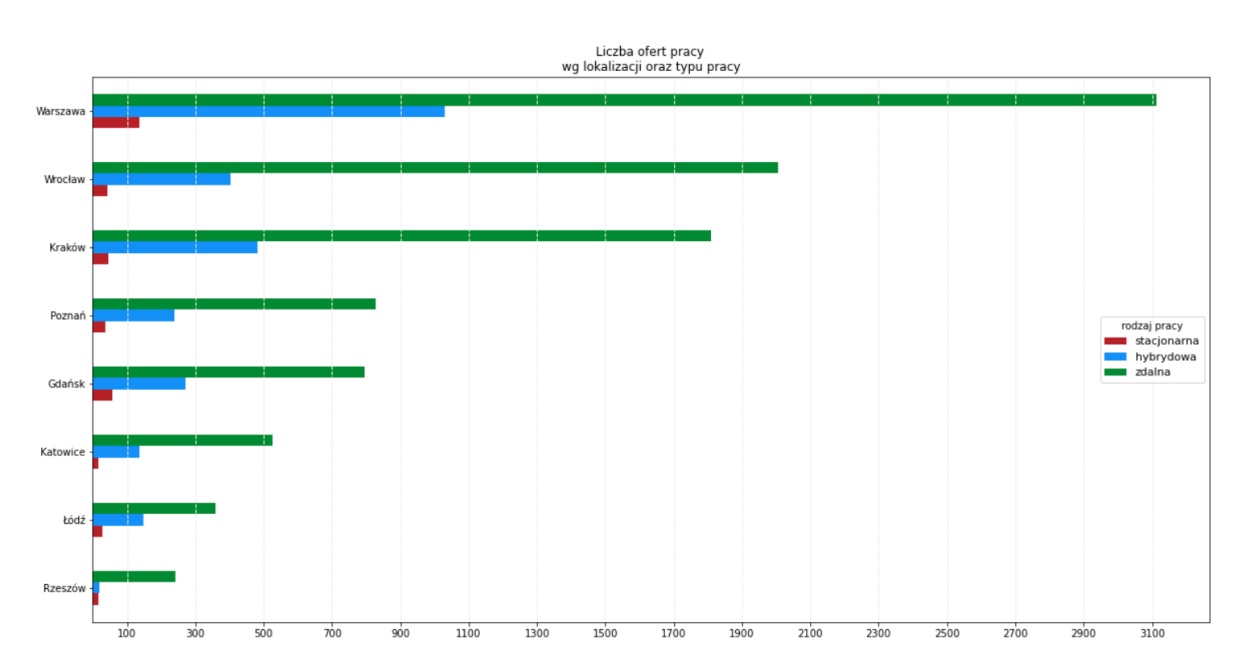 Liczba ofert pracy
wg lokalizacji oraz typu pracy
Warszawa
Wrocław
Kraków
Poznań
Gdańsk
Katowice
Łódź
Rzeszów
rodzaj pracy
stacjonarna
hybrydowa
zdalna
100 300 500 700 900 1100 1300 1500 1700 1900 2100 2300 2500 2700 2900 3100